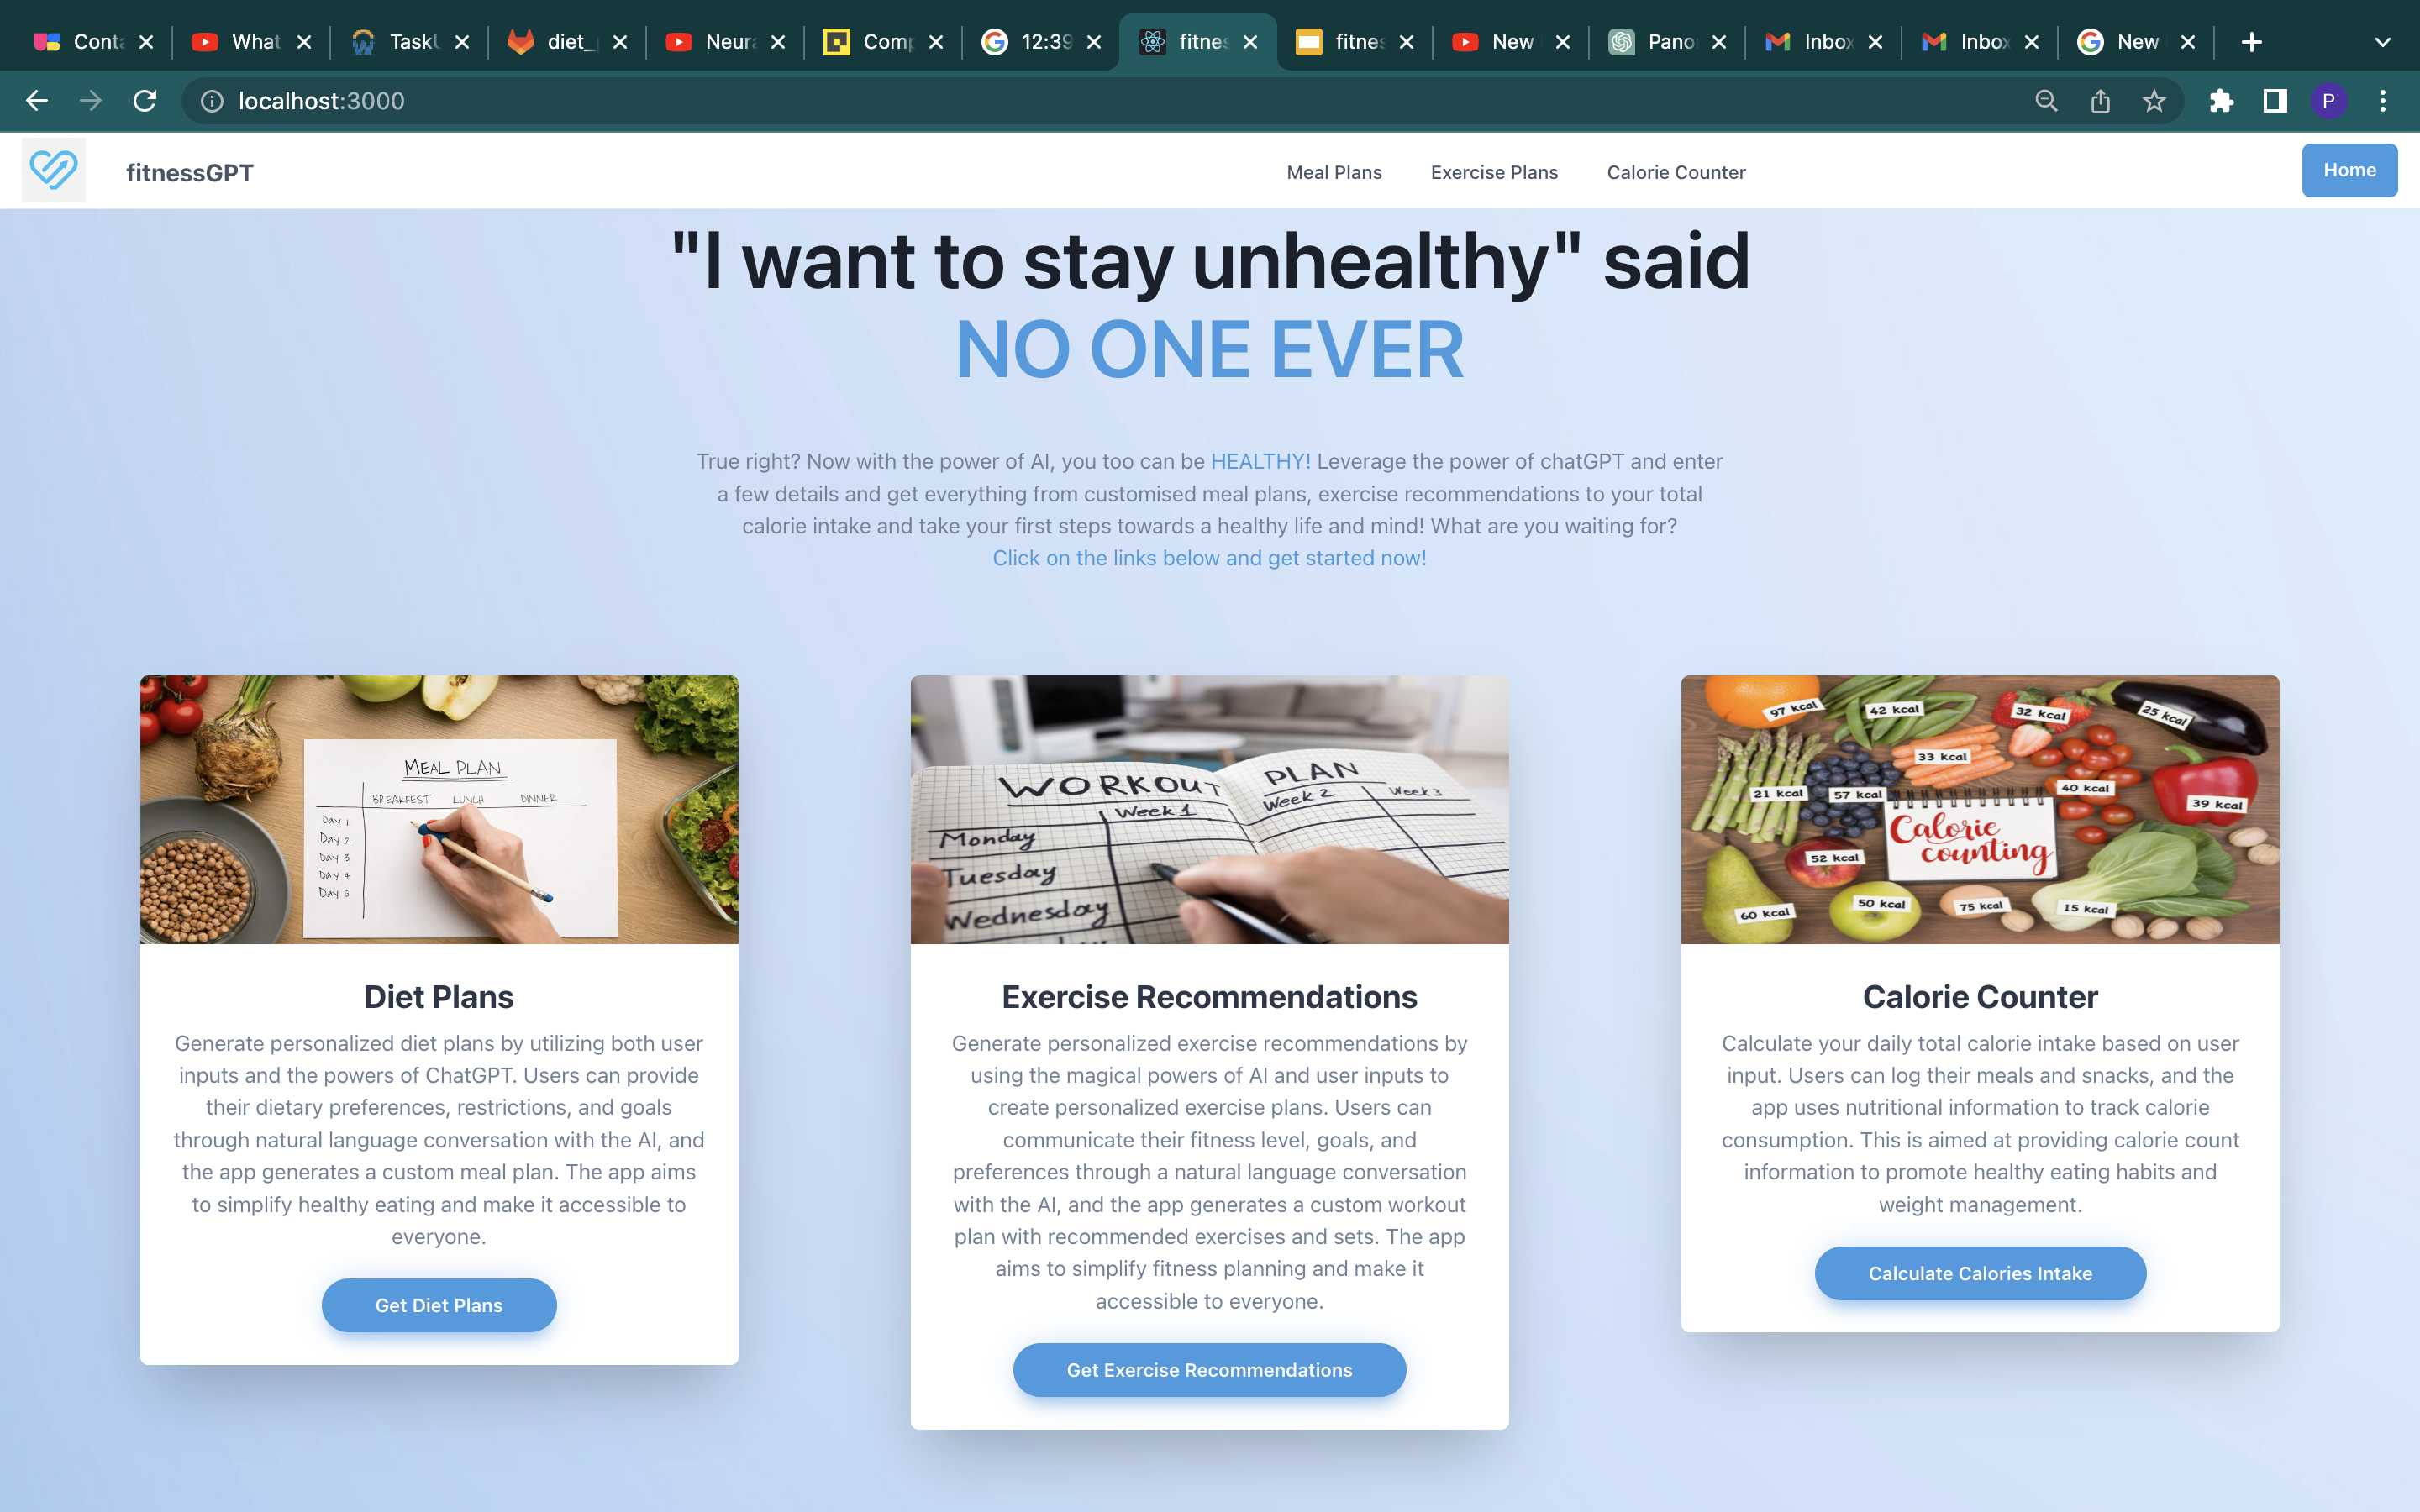 Cont
What
TaskU
diet_
Neura
Comp
12:39
fitnes
fitnes
New
Pano
Inbox
Inbox
New
localhost:3000
P
fitnessGPT
Meal Plans
Exercise Plans
Calorie Counter
Home
"I want to stay unhealthy" said
NO ONE EVER
True right? Now with the power of AI, you too can be HEALTHY! Leverage the power of chatGPT and enter
a few details and get everything from customised meal plans, exercise recommendations to your total
calorie intake and take your first steps towards a healthy life and mind! What are you waiting for?
Click on the links below and get started now!
MEAL PLAN
BREAKFEST LUNCH DINNER
DAY 1
DAY 2
DAY 3
DAY 4
DAY 5
Diet Plans
Generate personalized diet plans by utilizing both user
inputs and the powers of ChatGPT. Users can provide
their dietary preferences, restrictions, and goals
through natural language conversation with the AI, and
the app generates a custom meal plan. The app aims
to simplify healthy eating and make it accessible to
everyone.
Get Diet Plans
WORKOUT PLAN
Week 1 Week 2 Week 3
Monday
Tuesday
Wednesday
Exercise Recommendations
Generate personalized exercise recommendations by
using the magical powers of AI and user inputs to
create personalized exercise plans. Users can
communicate their fitness level, goals, and
preferences through a natural language conversation
with the AI, and the app generates a custom workout
plan with recommended exercises and sets. The app
aims to simplify fitness planning and make it
accessible to everyone.
Get Exercise Recommendations
97 kcal
42 kcal
32 kcal
25 kcal
33 kcal
21 kcal
57 kcal
40 kcal
39 kcal
Calorie
counting
52 kcal
60 kcal
50 kcal
75 kcal
15 kcal
Calorie Counter
Calculate your daily total calorie intake based on user
input. Users can log their meals and snacks, and the
app uses nutritional information to track calorie
consumption. This is aimed at providing calorie count
information to promote healthy eating habits and
weight management.
Calculate Calories Intake